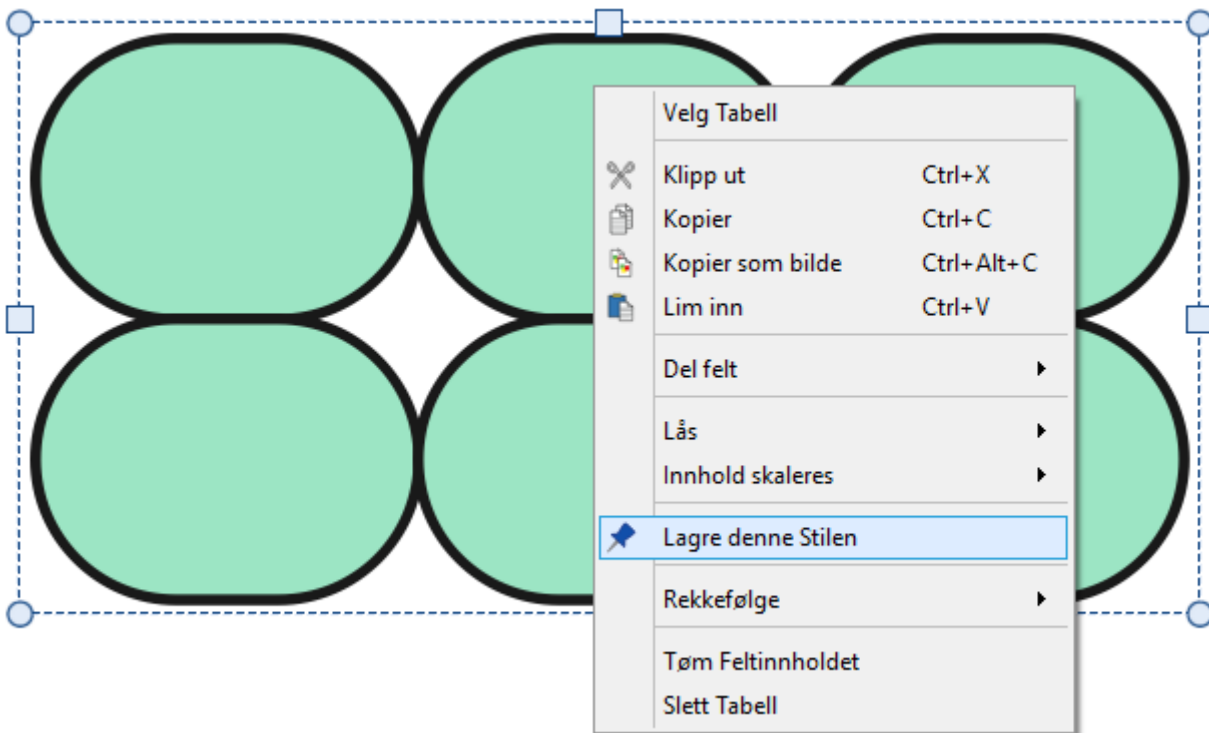 Velg Tabell
Klipp ut Ctrl+X
Kopier Ctrl+C
Kopier som bilde Ctrl+Alt+C
Lim inn Ctrl+V
Del felt
Lås
Innhold skaleres
Lagre denne Stilen
Rekkefølge
Tøm Feltinnholdet
Slett Tabell